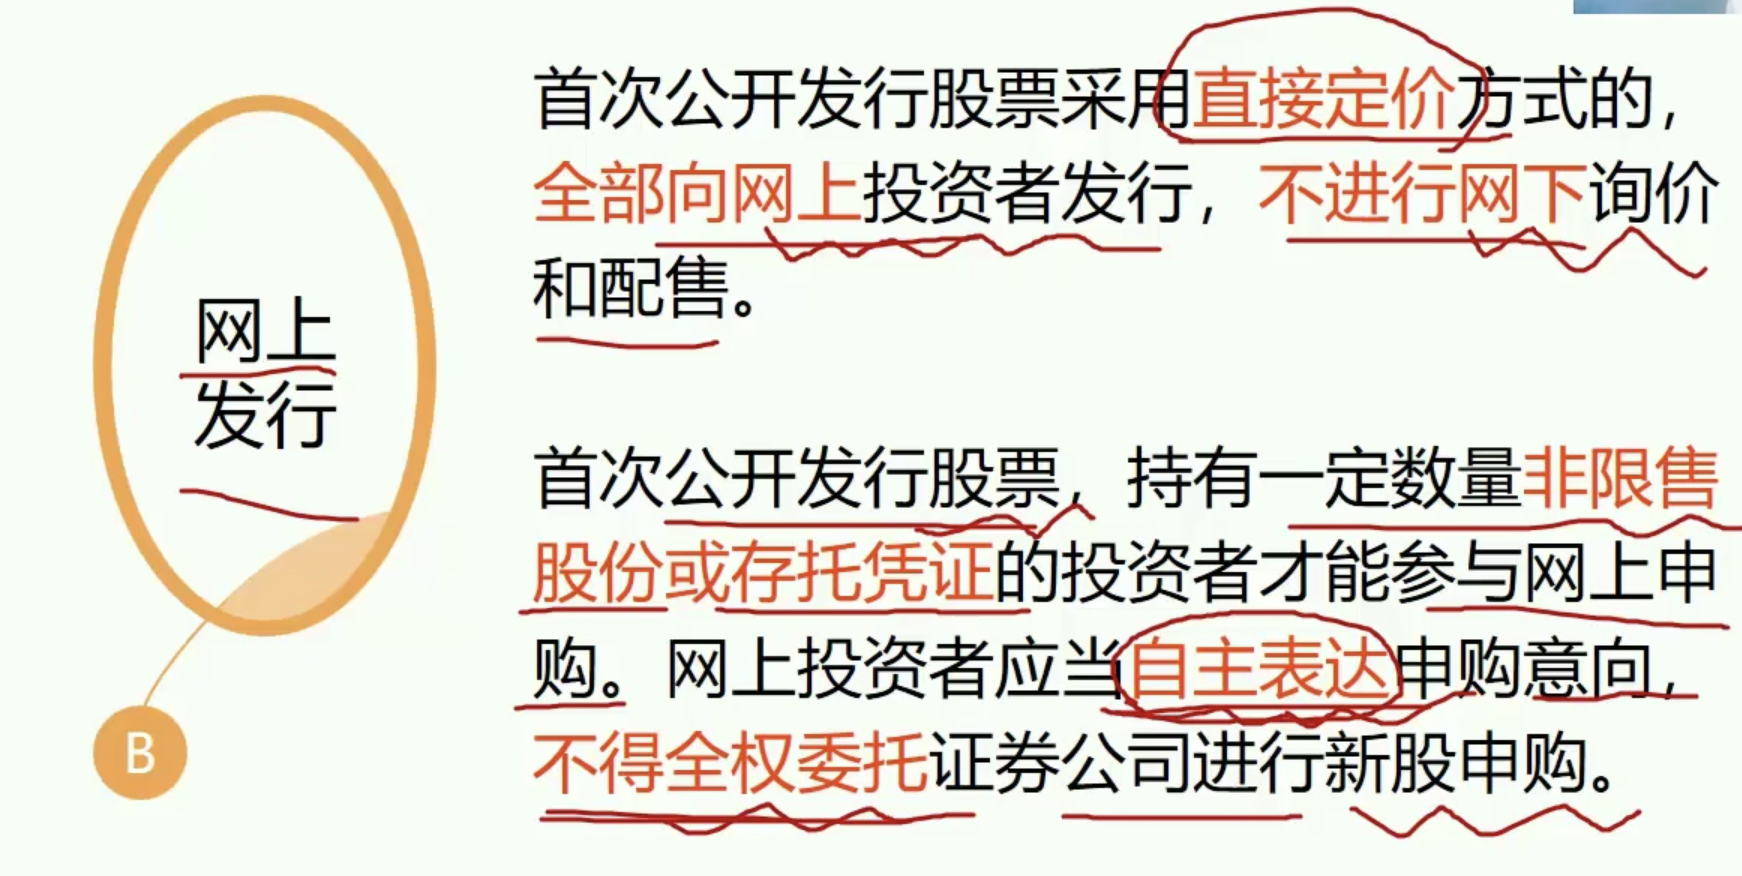 网上
发行
B
首次公开发行股票采用直接定价方式的，
全部向网上投资者发行，不进行网下询价
和配售。
首次公开发行股票，持有一定数量非限售
股份或存托凭证的投资者才能参与网上申
购。网上投资者应当自主表达申购意向，
不得全权委托证券公司进行新股申购。